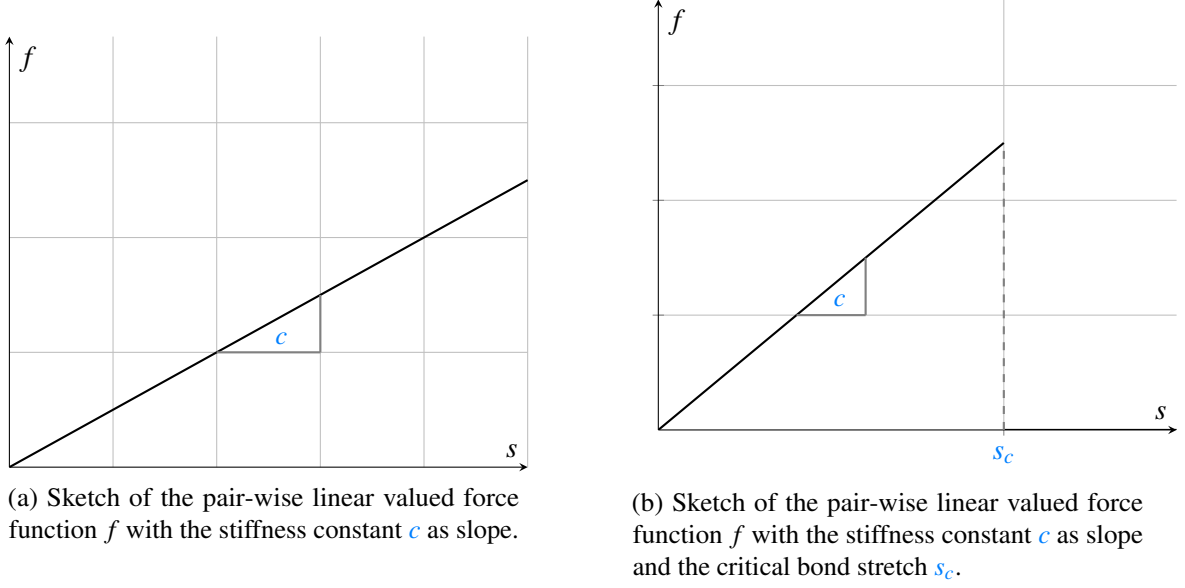 f
c
s
(a) Sketch of the pair-wise linear valued force
function f with the stiffness constant c as slope.
f
c
s
s_c
(b) Sketch of the pair-wise linear valued force
function f with the stiffness constant c as slope
and the critical bond stretch s_c.